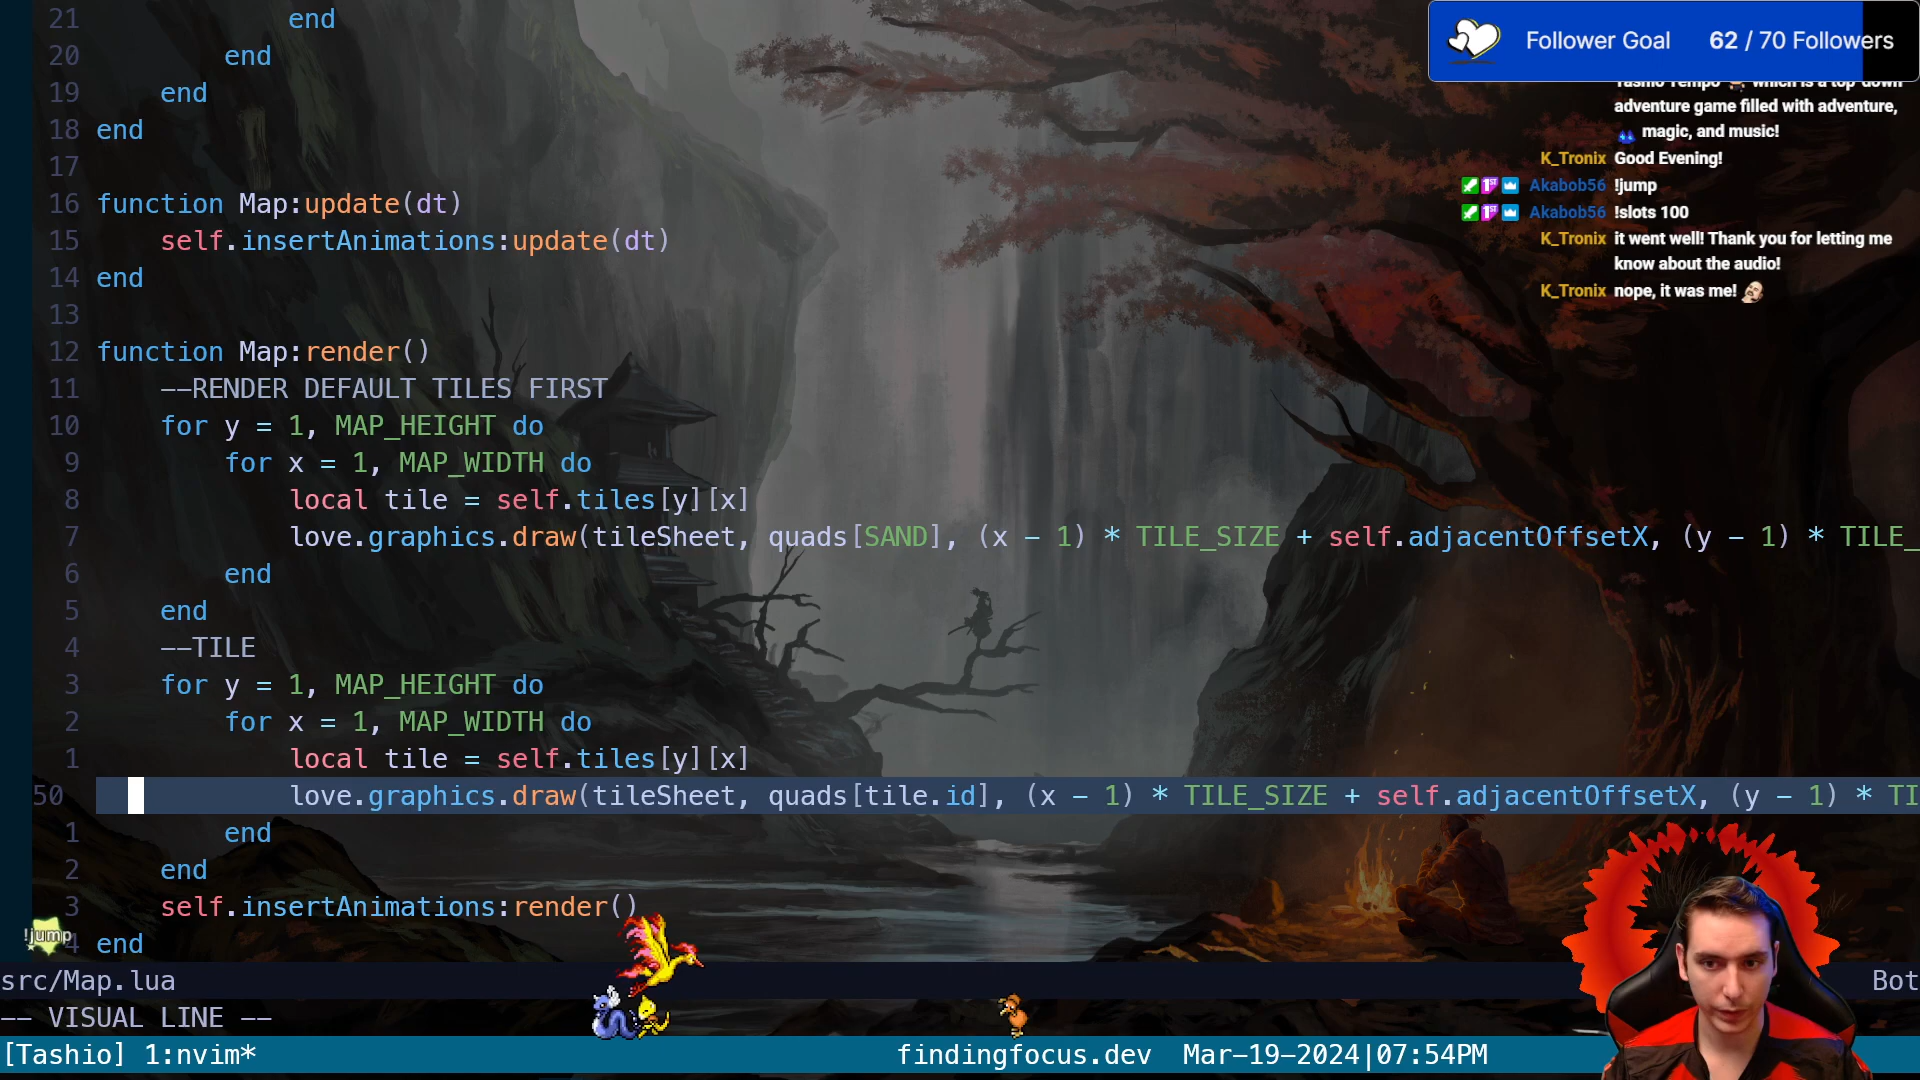 21 end
20 end
19 end
18 end
17
16 function Map:update(dt)
15 self.insertAnimations:update(dt)
14 end
13
12 function Map:render()
11 --RENDER DEFAULT TILES FIRST
10 for y = 1, MAP_HEIGHT do
9 for x = 1, MAP_WIDTH do
8 local tile = self.tiles[y][x]
7 love.graphics.draw(tileSheet, quads[SAND], (x - 1) * TILE_SIZE + self.adjacentOffsetX, (y - 1) * TILE_
6 end
5 end
4 --TILE
3 for y = 1, MAP_HEIGHT do
2 for x = 1, MAP_WIDTH do
1 local tile = self.tiles[y][x]
50 love.graphics.draw(tileSheet, quads[tile.id], (x - 1) * TILE_SIZE + self.adjacentOffsetX, (y - 1) * TI
1 end
2 end
3 self.insertAnimations:render()
4 end
!jump
src/Map.lua Bot
-- VISUAL LINE --
[Tashio] 1:nvim* findingfocus.dev Mar-19-2024|07:54PM
Follower Goal 62 / 70 Followers
Tashio Tempo which is a top-down
adventure game filled with adventure,
magic, and music!
K_Tronix Good Evening!
Akabob56 !jump
Akabob56 !slots 100
K_Tronix it went well! Thank you for letting me
know about the audio!
K_Tronix nope, it was me!